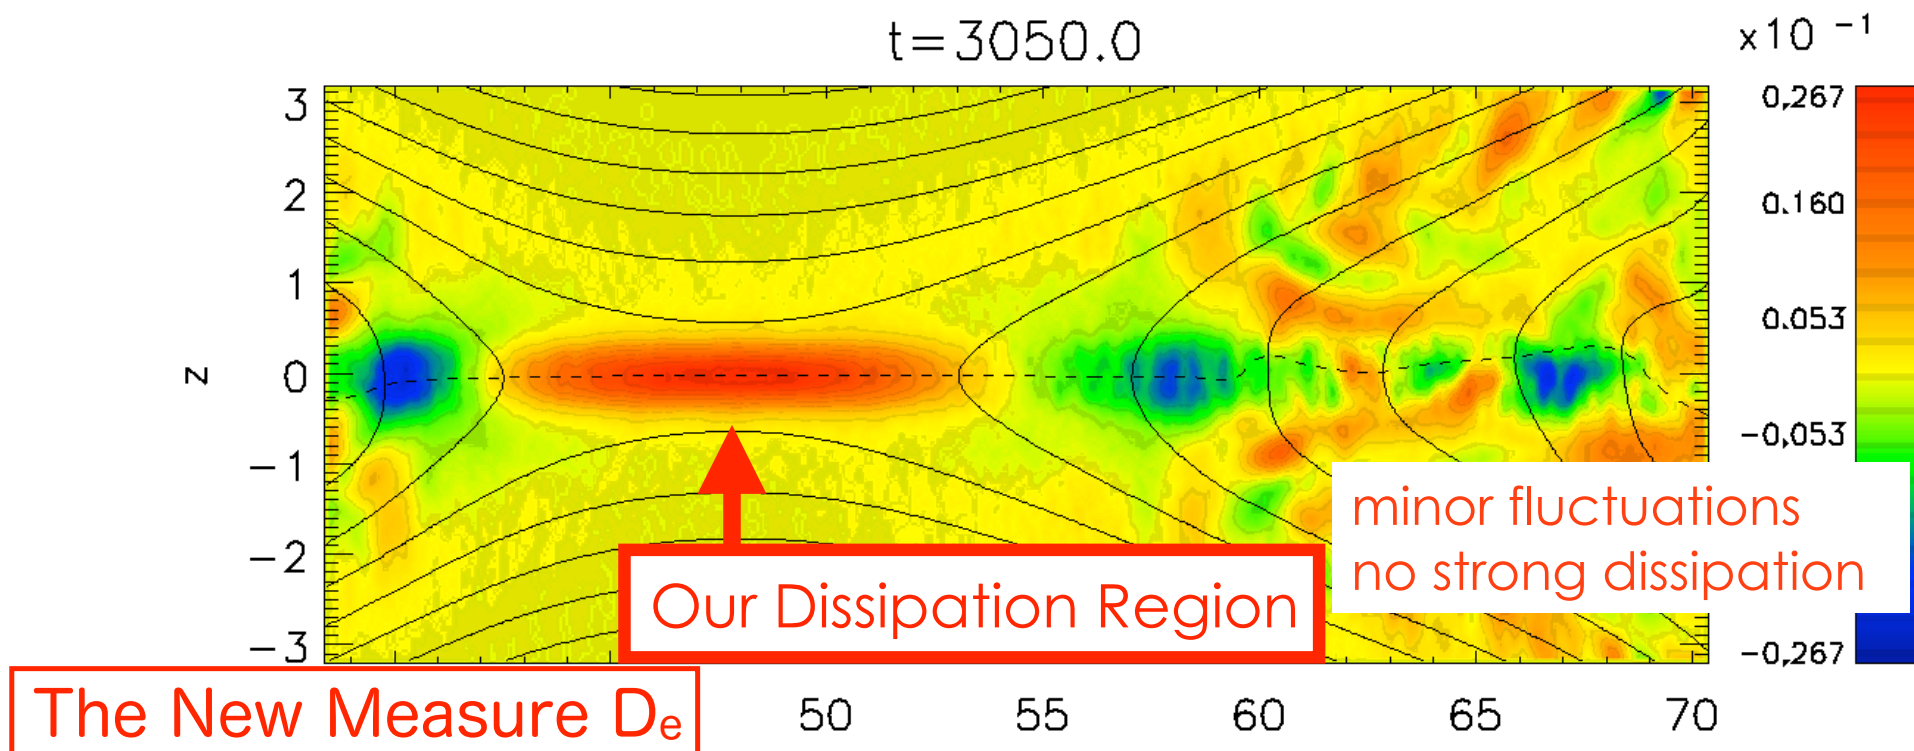 t=3050.0
x10 -1
3
2
1
0
-1
-2
-3
z
0,267
0.160
0.053
-0,053
-0,267
minor fluctuations
no strong dissipation
Our Dissipation Region
The New Measure De
50
55
60
65
70